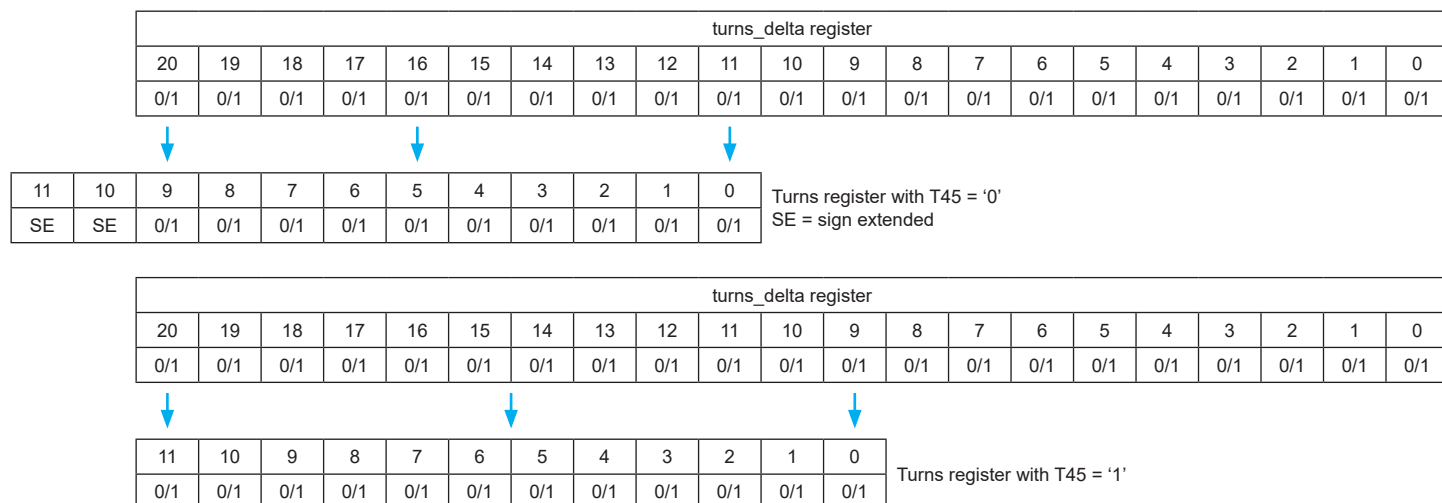 turns_delta register
20 19 18 17 16 15 14 13 12 11 10 9 8 7 6 5 4 3 2 1 0
0/1 0/1 0/1 0/1 0/1 0/1 0/1 0/1 0/1 0/1 0/1 0/1 0/1 0/1 0/1 0/1 0/1 0/1 0/1 0/1 0/1
11 10 9 8 7 6 5 4 3 2 1 0
SE SE 0/1 0/1 0/1 0/1 0/1 0/1 0/1 0/1 0/1 0/1
Turns register with T45 = ‘0’
SE = sign extended
turns_delta register
20 19 18 17 16 15 14 13 12 11 10 9 8 7 6 5 4 3 2 1 0
0/1 0/1 0/1 0/1 0/1 0/1 0/1 0/1 0/1 0/1 0/1 0/1 0/1 0/1 0/1 0/1 0/1 0/1 0/1 0/1 0/1
11 10 9 8 7 6 5 4 3 2 1 0
0/1 0/1 0/1 0/1 0/1 0/1 0/1 0/1 0/1 0/1 0/1 0/1
Turns register with T45 = ‘1’